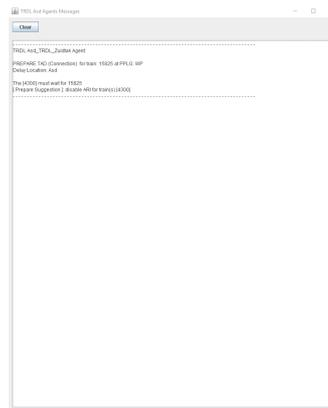 TRDL Asd Agents Messages
Clear
TRDL Asd_TRDL_Zuidtak Agent:
PREPARE TAD (Connection) for train: 15825 at PPLG: WP
Delay Location: Asd
The [4300] must wait for 15825
[ Prepare Suggestion ]: disable ARI for train(s) [4300]